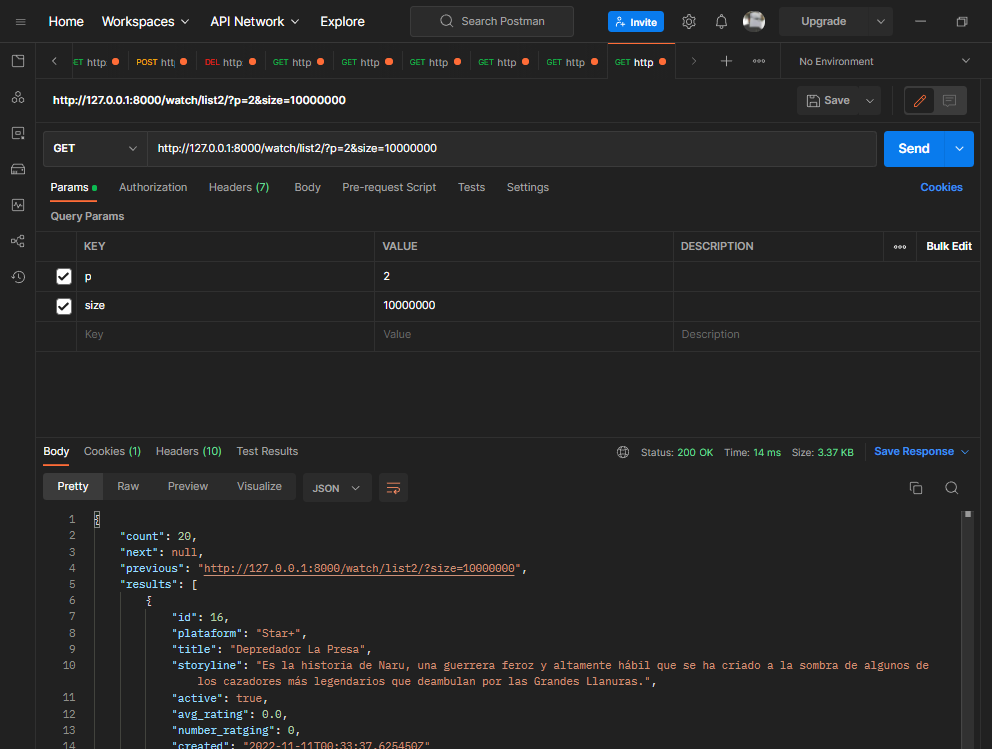 Home Workspaces API Network Explore Search Postman Invite Upgrade
ET http POST htt DEL http GET http GET http GET http GET http GET http GET http No Environment
http://127.0.0.1:8000/watch/list2/?p=2&size=10000000 Save
GET http://127.0.0.1:8000/watch/list2/?p=2&size=10000000 Send
Params Authorization Headers (7) Body Pre-request Script Tests Settings Cookies
Query Params
KEY VALUE DESCRIPTION Bulk Edit
p 2
size 10000000
Key Value Description
Body Cookies (1) Headers (10) Test Results Status: 200 OK Time: 14 ms Size: 3.37 KB Save Response
Pretty Raw Preview Visualize JSON
1 {
2 "count": 20,
3 "next": null,
4 "previous": "http://127.0.0.1:8000/watch/list2/?size=10000000",
5 "results": [
6 {
7 "id": 16,
8 "plataform": "Star+",
9 "title": "Depredador La Presa",
10 "storyline": "Es la historia de Naru, una guerrera feroz y altamente hábil que se ha criado a la sombra de algunos de
los cazadores más legendarios que deambulan por las Grandes Llanuras.",
11 "active": true,
12 "avg_rating": 0.0,
13 "number_ratging": 0,
14 "created": "2022-11-11T00:33:37.625450Z"